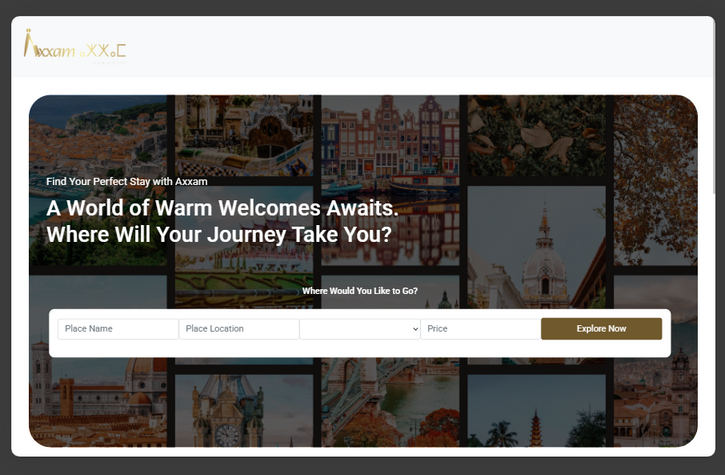 Axxam ⴰⵅⵅⴰⵎ
Find Your Perfect Stay with Axxam
A World of Warm Welcomes Awaits.
Where Will Your Journey Take You?
Where Would You Like to Go?
Place Name
Place Location
Price
Explore Now